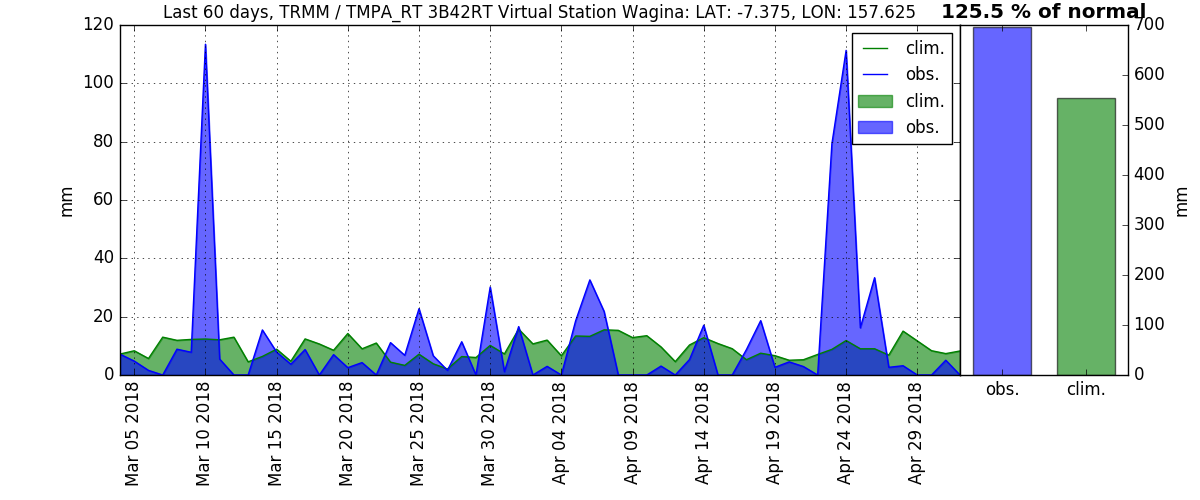 Last 60 days, TRMM / TMPA_RT 3B42RT Virtual Station Wagina: LAT: -7.375, LON: 157.625
125.5 % of normal
120
100
80
60
40
20
0
mm
clim.
obs.
clim.
obs.
700
600
500
400
300
200
100
0
mm
Mar 05 2018
Mar 10 2018
Mar 15 2018
Mar 20 2018
Mar 25 2018
Mar 30 2018
Apr 04 2018
Apr 09 2018
Apr 14 2018
Apr 19 2018
Apr 24 2018
Apr 29 2018
obs.
clim.